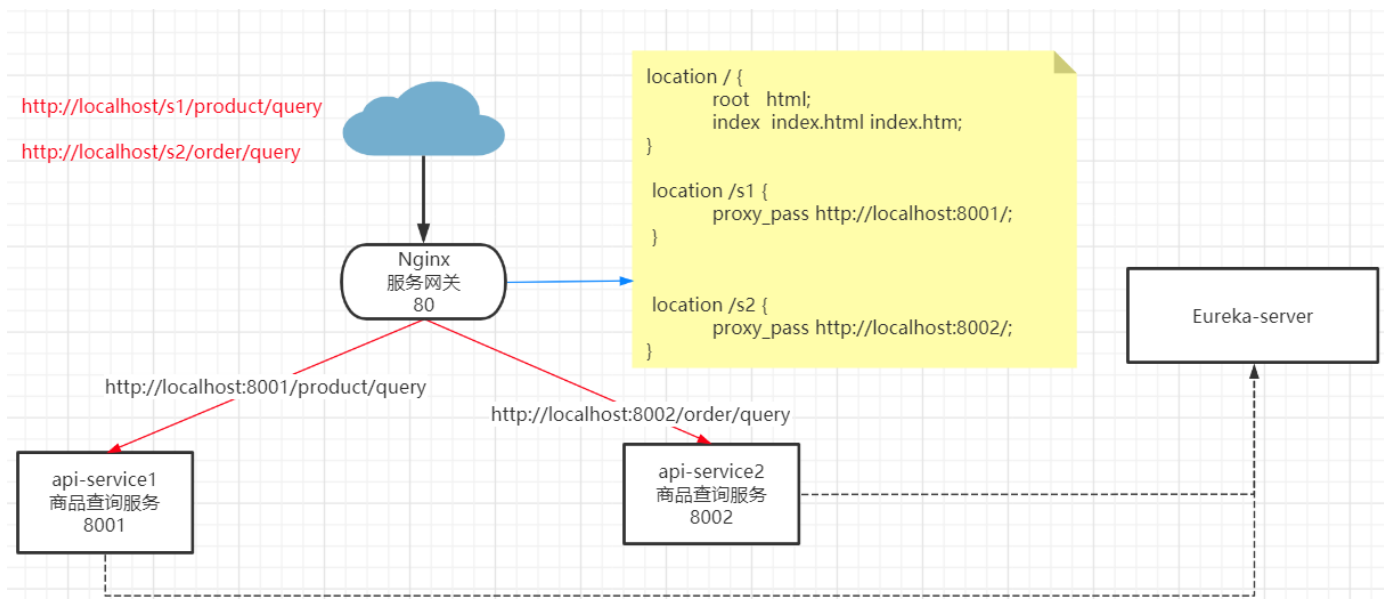 http://localhost/s1/product/query
http://localhost/s2/order/query
Nginx
服务网关
80
location / {
root html;
index index.html index.htm;
}
location /s1 {
proxy_pass http://localhost:8001/;
}
location /s2 {
proxy_pass http://localhost:8002/;
}
Eureka-server
http://localhost:8001/product/query
http://localhost:8002/order/query
api-service1
商品查询服务
8001
api-service2
商品查询服务
8002